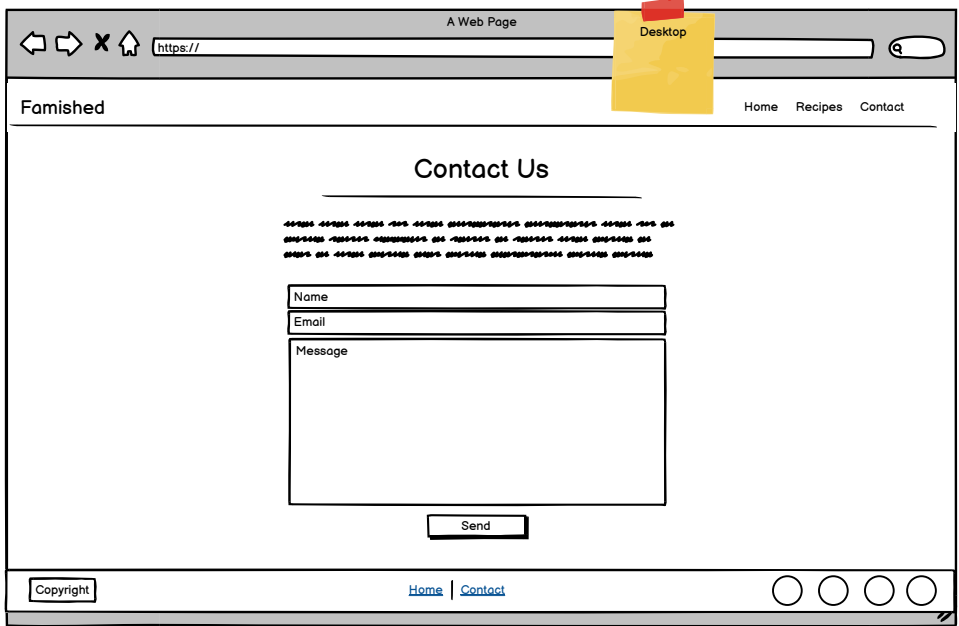 A Web Page
Desktop
https://
Famished
Home Recipes Contact
Contact Us
Name
Email
Message
Send
Copyright
Home Contact